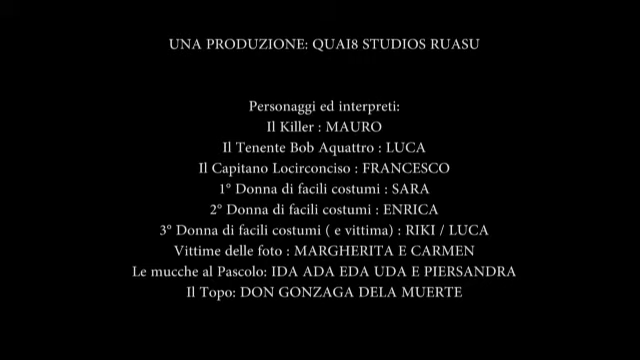 UNA PRODUZIONE: QUAI8 STUDIOS RUASU
Personaggi ed interpreti:
Il Killer : MAURO
Il Tenente Bob Aquattro : LUCA
Il Capitano Locirconciso : FRANCESCO
1° Donna di facili costumi : SARA
2° Donna di facili costumi : ENRICA
3° Donna di facili costumi ( e vittima) : RIKI / LUCA
Vittime delle foto : MARGHERITA E CARMEN
Le mucche al Pascolo: IDA ADA EDA UDA E PIERSANDRA
Il Topo: DON GONZAGA DELA MUERTE